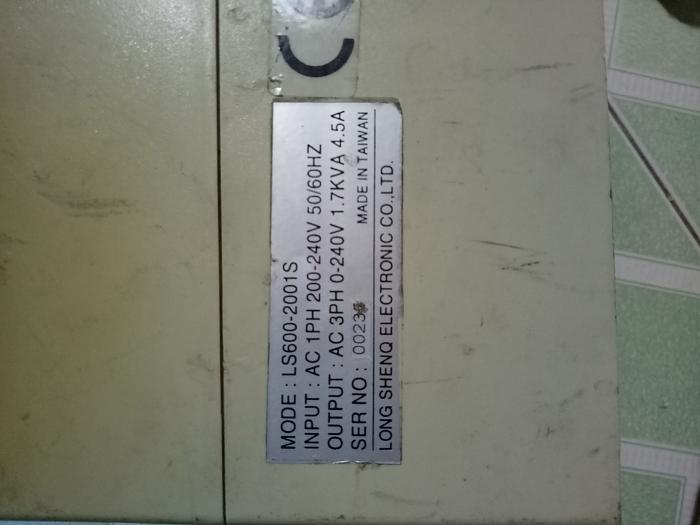 MODE : LS600-2001S
INPUT : AC 1PH 200-240V 50/60HZ
OUTPUT : AC 3PH 0-240V 1.7KVA 4.5A
SER NO : MADE IN TAIWAN
LONG SHENQ ELECTRONIC CO.,LTD.